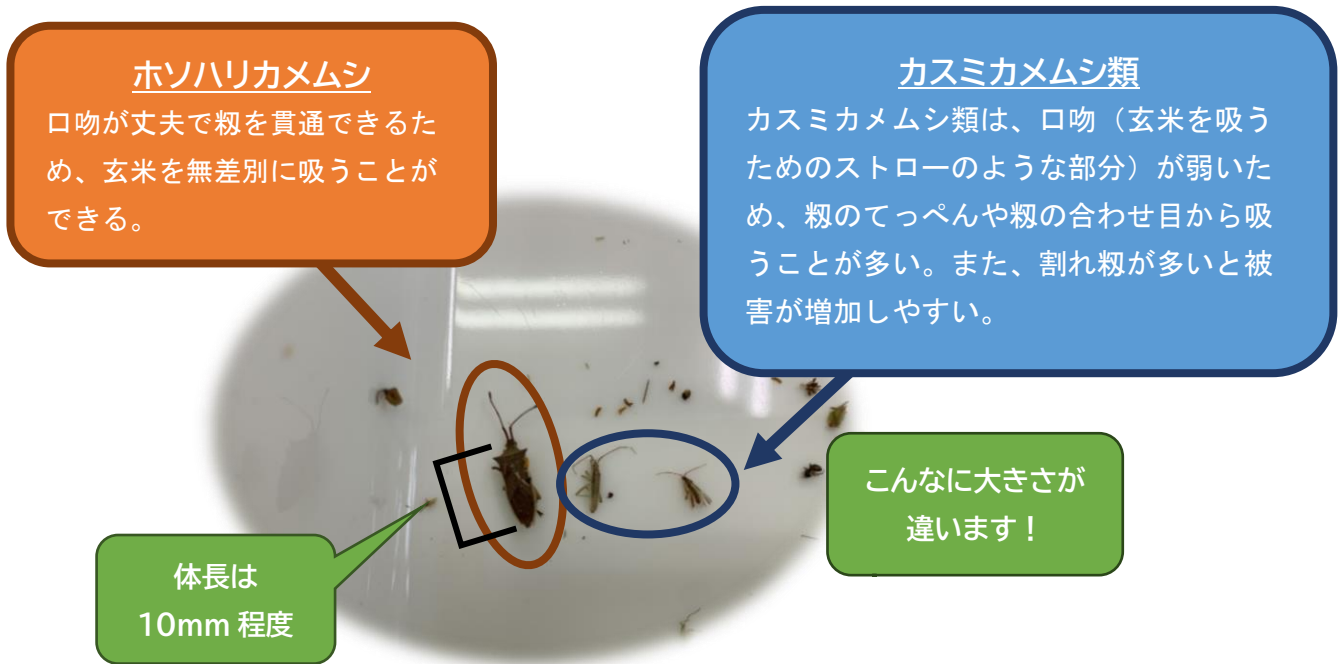 ホソハリカメムシ
口吻が丈夫で籾を貫通できるた
め、玄米を無差別に吸うことが
できる。
カスミカメムシ類
カスミカメムシ類は、口吻（玄米を吸う
ためのストローのような部分）が弱いた
め、籾のてっぺんや籾の合わせ目から吸
うことが多い。また、割れ籾が多いと被
害が増加しやすい。
こんなに大きさが
違います！
体長は
10mm 程度